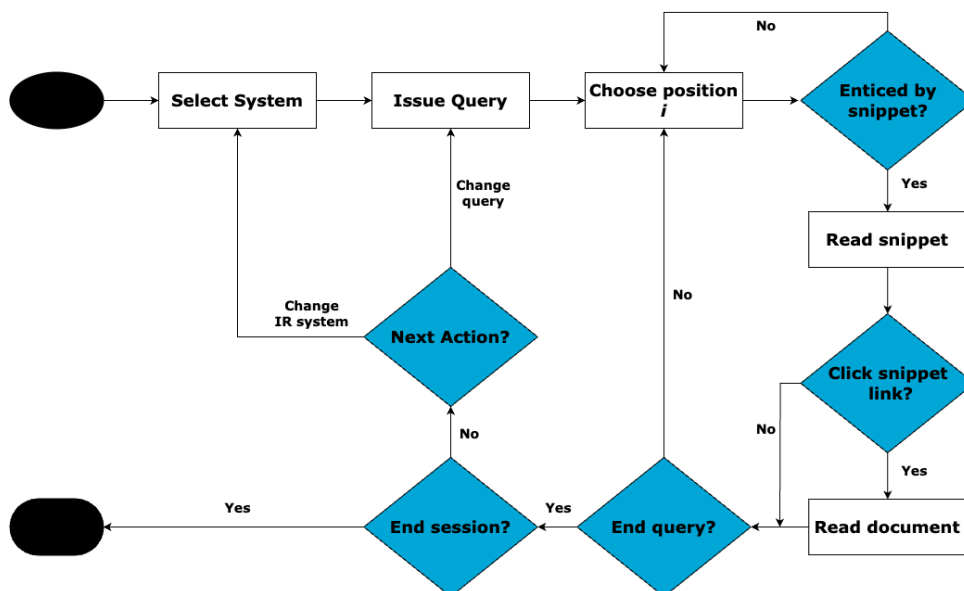 No
Select System
Issue Query
Choose position
i
Enticed by
snippet?
Yes
Change
query
Read snippet
Change
IR system
No
Next Action?
Click snippet
link?
No
No
Yes
Yes
End session?
Yes
End query?
Read document